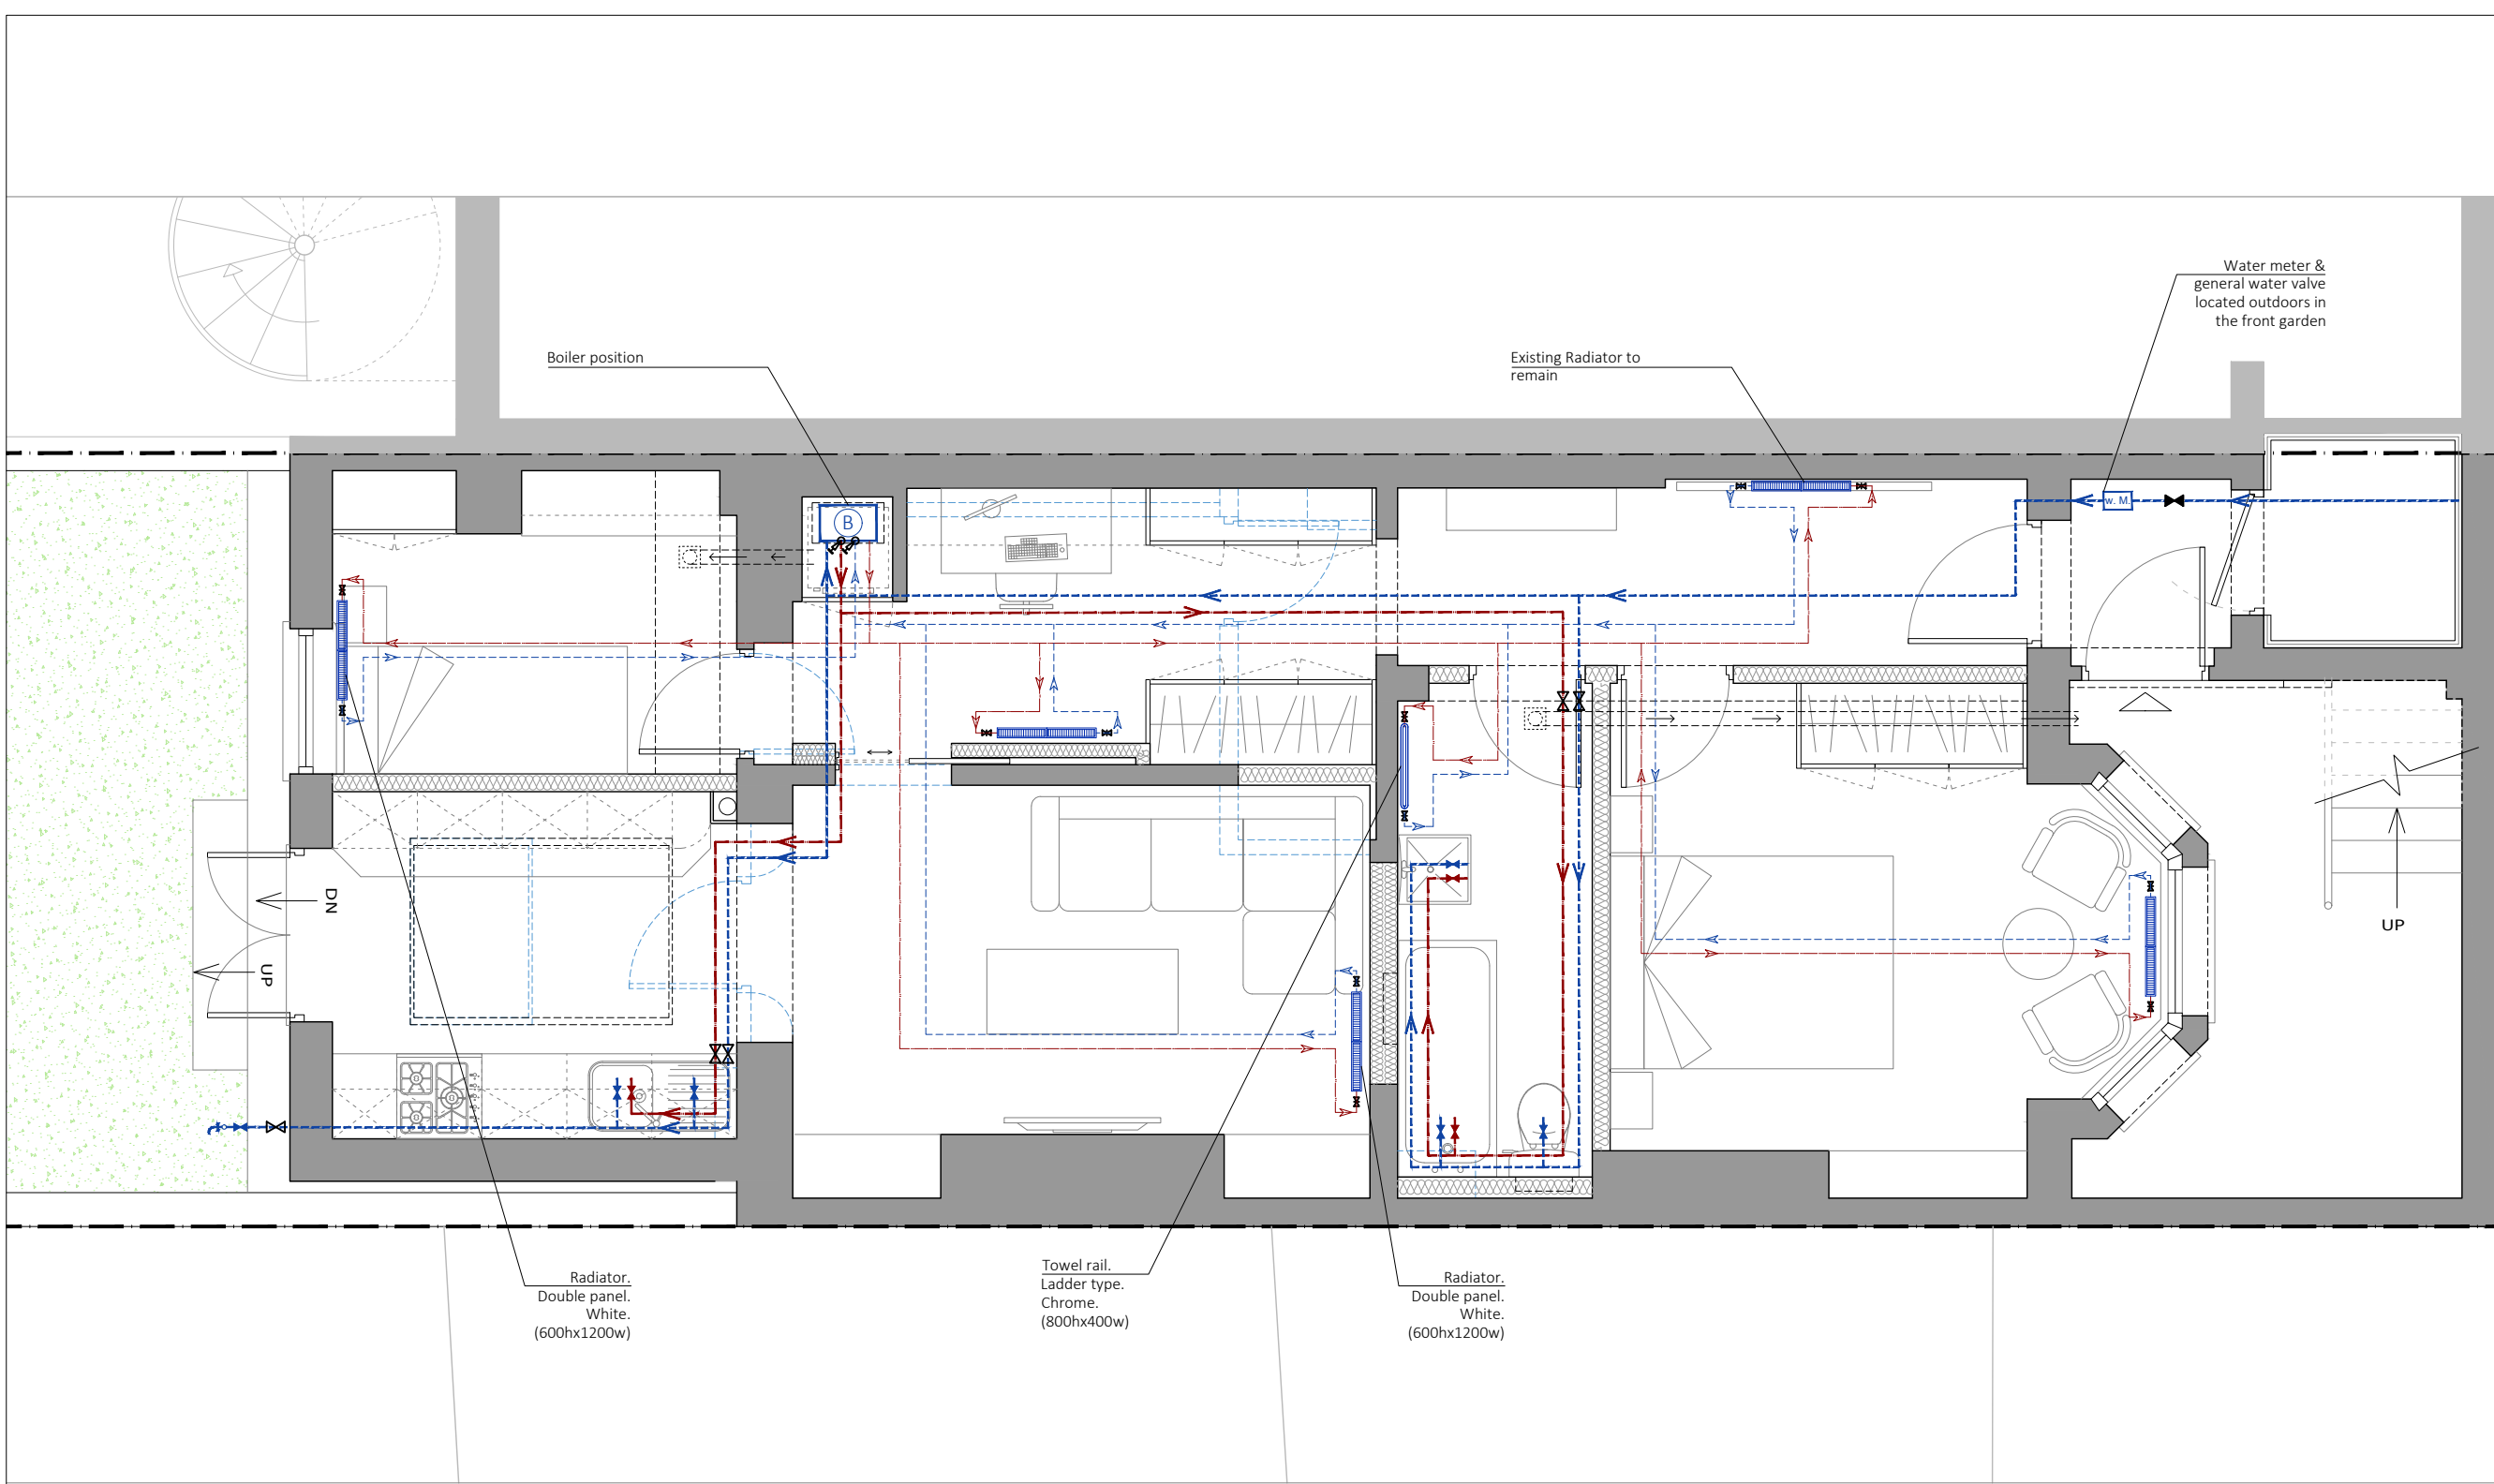 Water meter &
general water valve
located outdoors in
the front garden
Boiler position
Existing Radiator to
remain
w. M.
B
DN
UP
UP
Radiator.
Double panel.
White.
(600hx1200w)
Towel rail.
Ladder type.
Chrome.
(800hx400w)
Radiator.
Double panel.
White.
(600hx1200w)